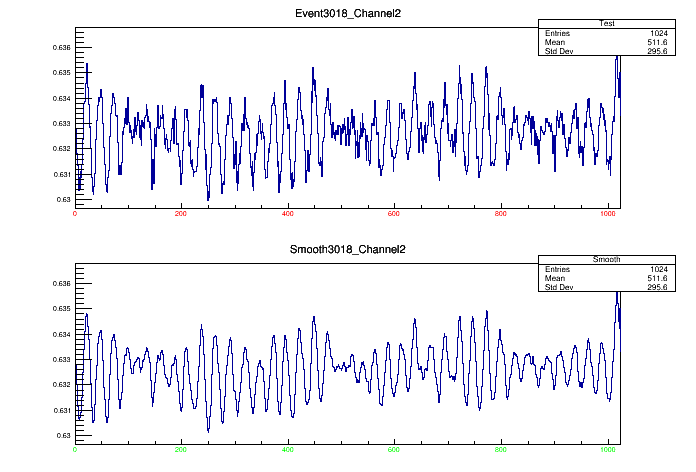 Event3018_Channel2
Test
Entries 1024
Mean 511.6
Std Dev 295.6
0.636
0.635
0.634
0.633
0.632
0.631
0.63
0 200 400 600 800 1000
Smooth3018_Channel2
Smooth
Entries 1024
Mean 511.6
Std Dev 295.6
0.636
0.635
0.634
0.633
0.632
0.631
0.63
0 200 400 600 800 1000